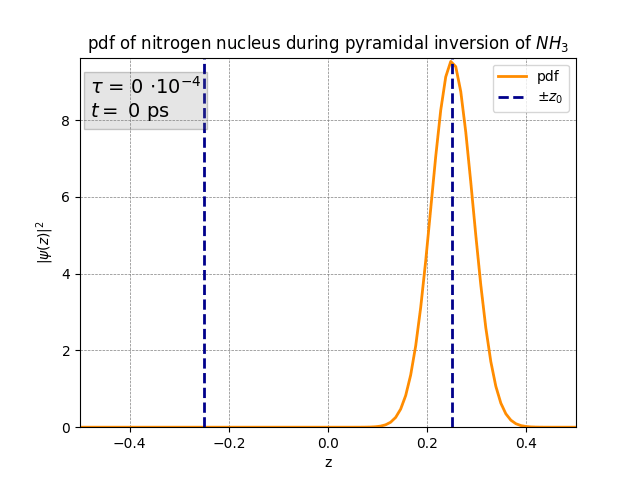 pdf of nitrogen nucleus during pyramidal inversion of NH₃
τ = 0 ·10⁻⁴
t = 0 ps
pdf
±z₀
|ψ(z)|²
8
6
4
2
0
−0.4
−0.2
0.0
0.2
0.4
z